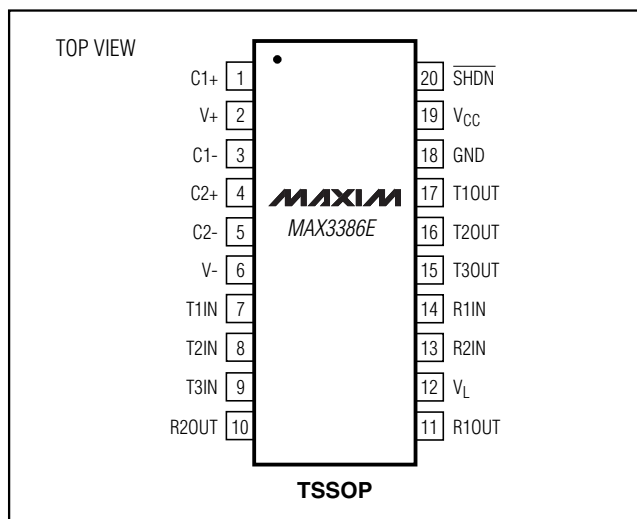 TOP VIEW
C1+ 1 20 SHDN
V+ 2 19 VCC
C1- 3 18 GND
C2+ 4 MAXIM 17 T1OUT
C2- 5 MAX3386E 16 T2OUT
V- 6 15 T3OUT
T1IN 7 14 R1IN
T2IN 8 13 R2IN
T3IN 9 12 VL
R2OUT 10 11 R1OUT
TSSOP